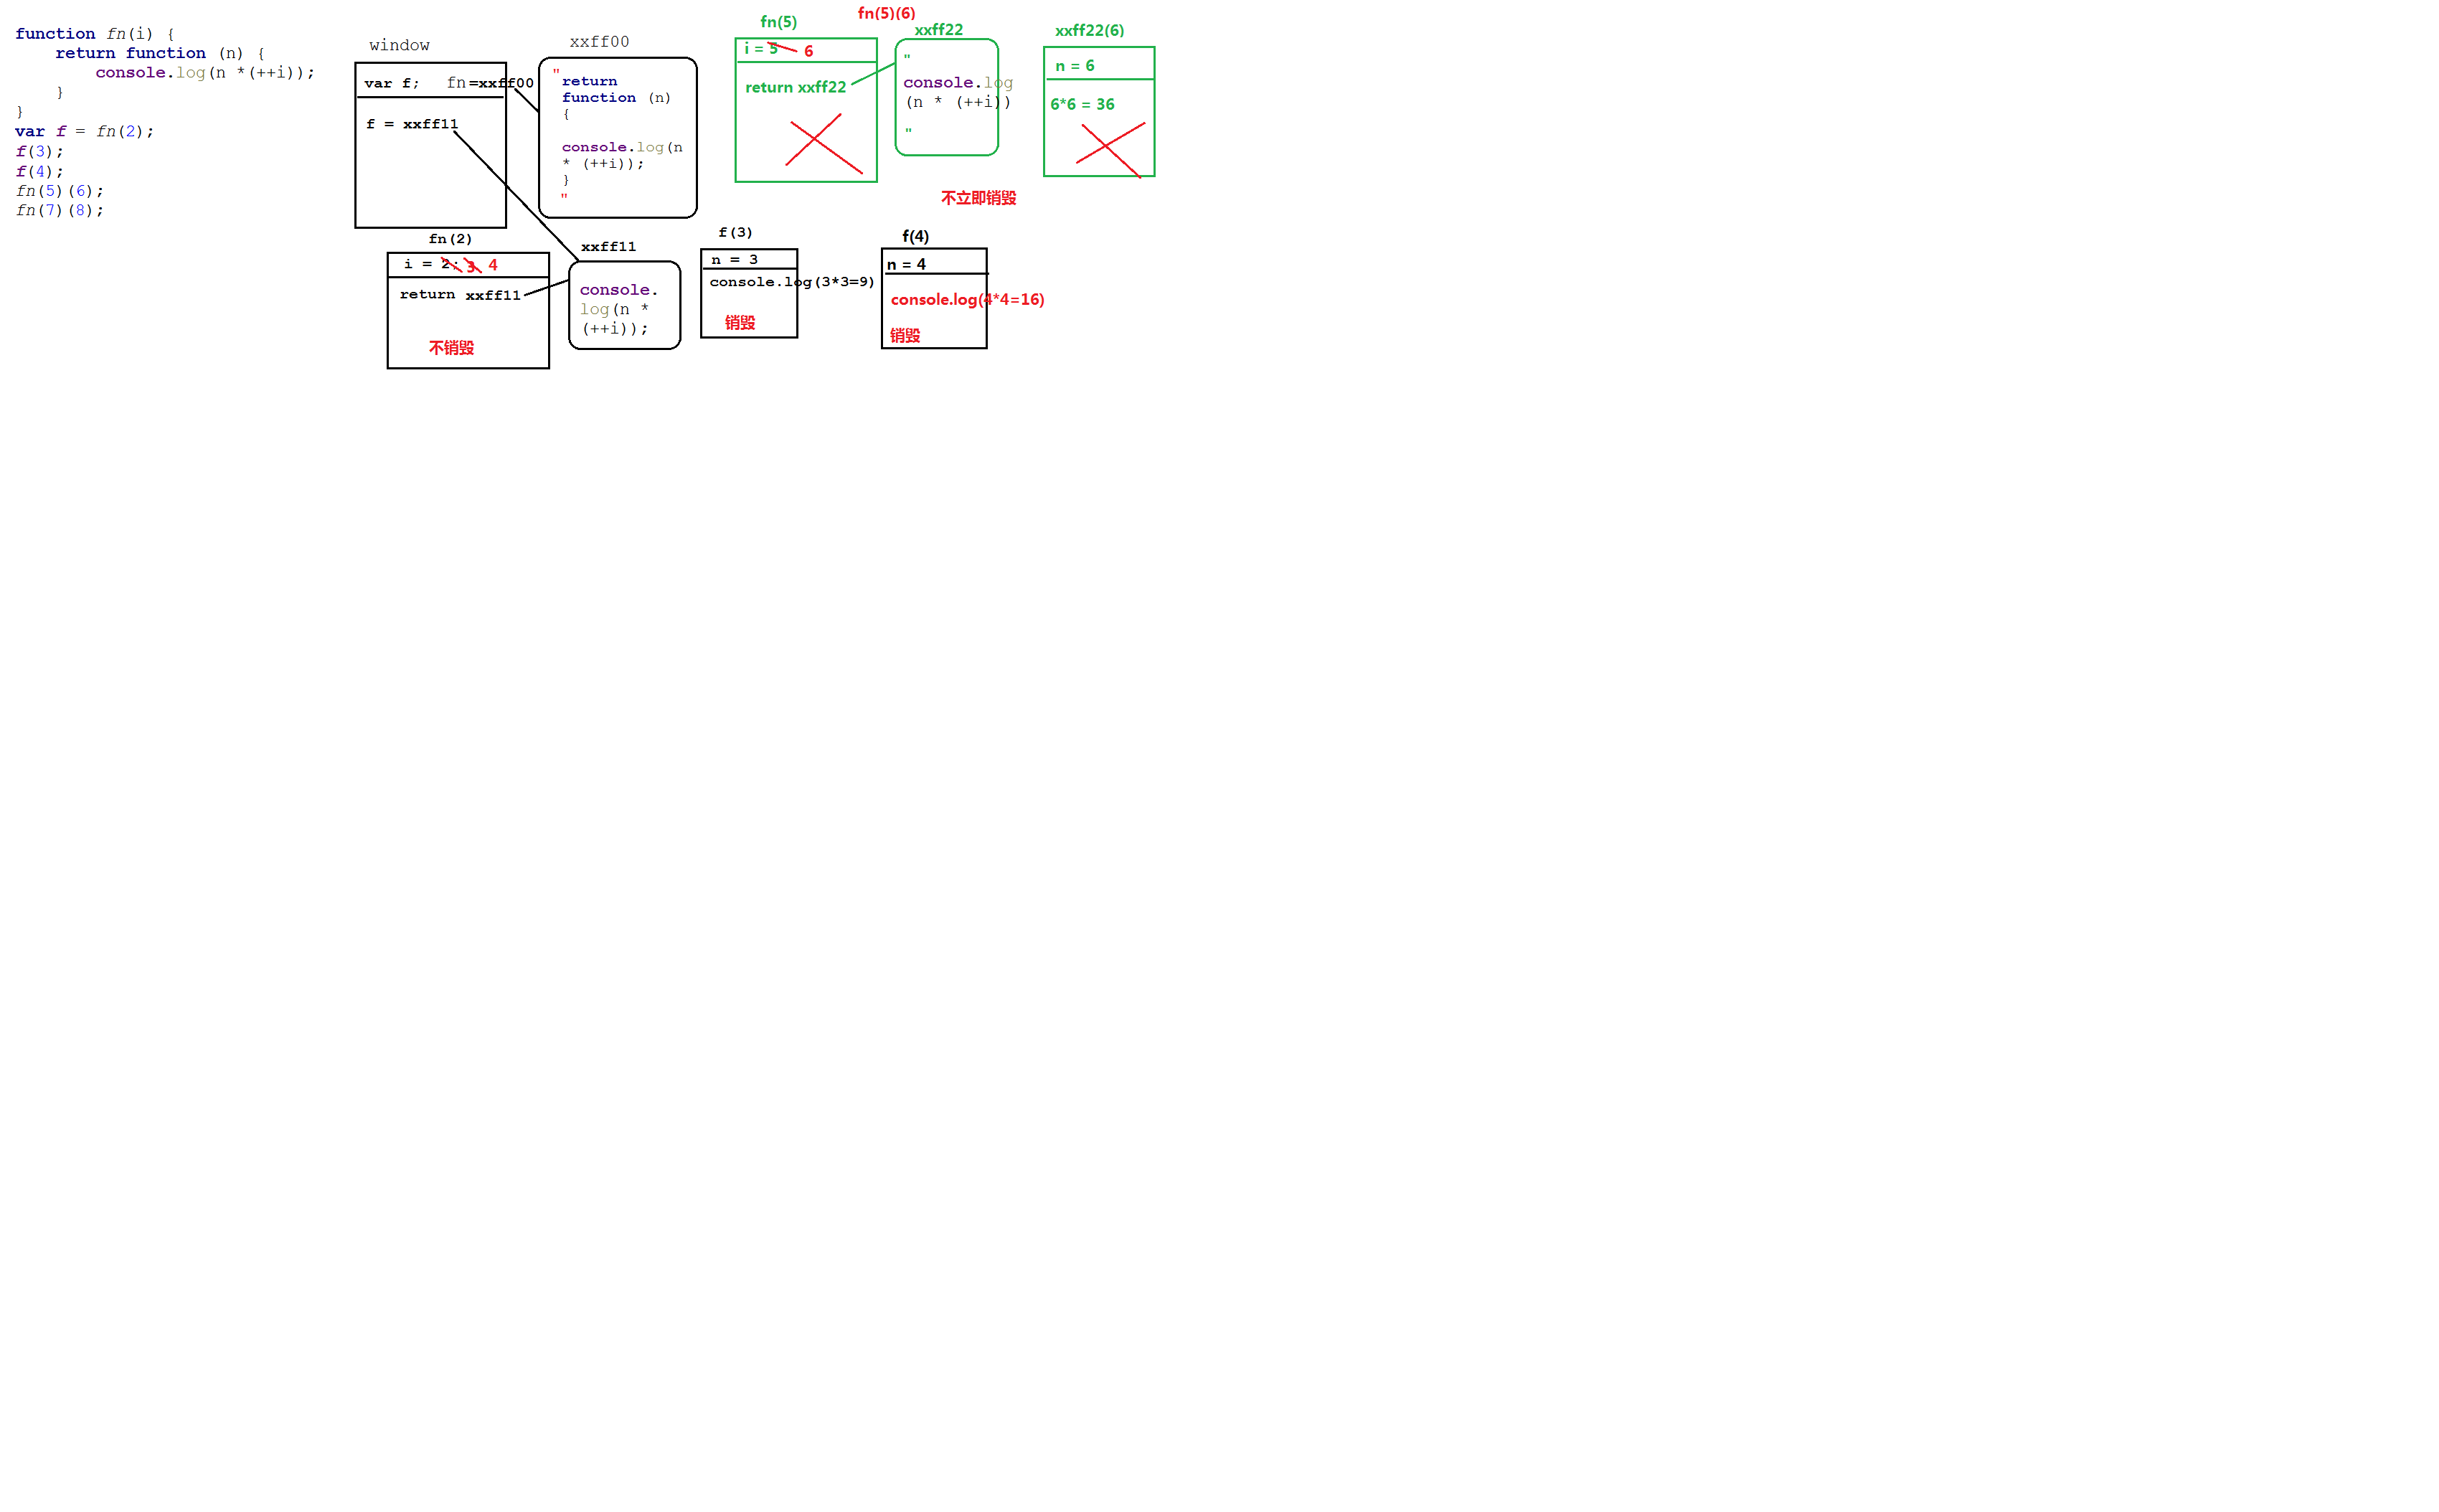 function fn(i) {
return function (n) {
console.log(n *(++i));
}
}
var f = fn(2);
f(3);
f(4);
fn(5)(6);
fn(7)(8);
window
var f; fn=xxff00
f = xxff11
xxff00
"
return
function (n)
{
console.log(n
* (++i));
}
"
fn(5)
fn(5)(6)
i = 5 6
return xxff22
xxff22
"
console.log
(n * (++i))
"
xxff22(6)
n = 6
6*6 = 36
不立即销毁
fn(2)
i = 2; 3 4
return xxff11
不销毁
xxff11
console.
log(n *
(++i));
f(3)
n = 3
console.log(3*3=9)
销毁
f(4)
n = 4
console.log(4*4=16)
销毁